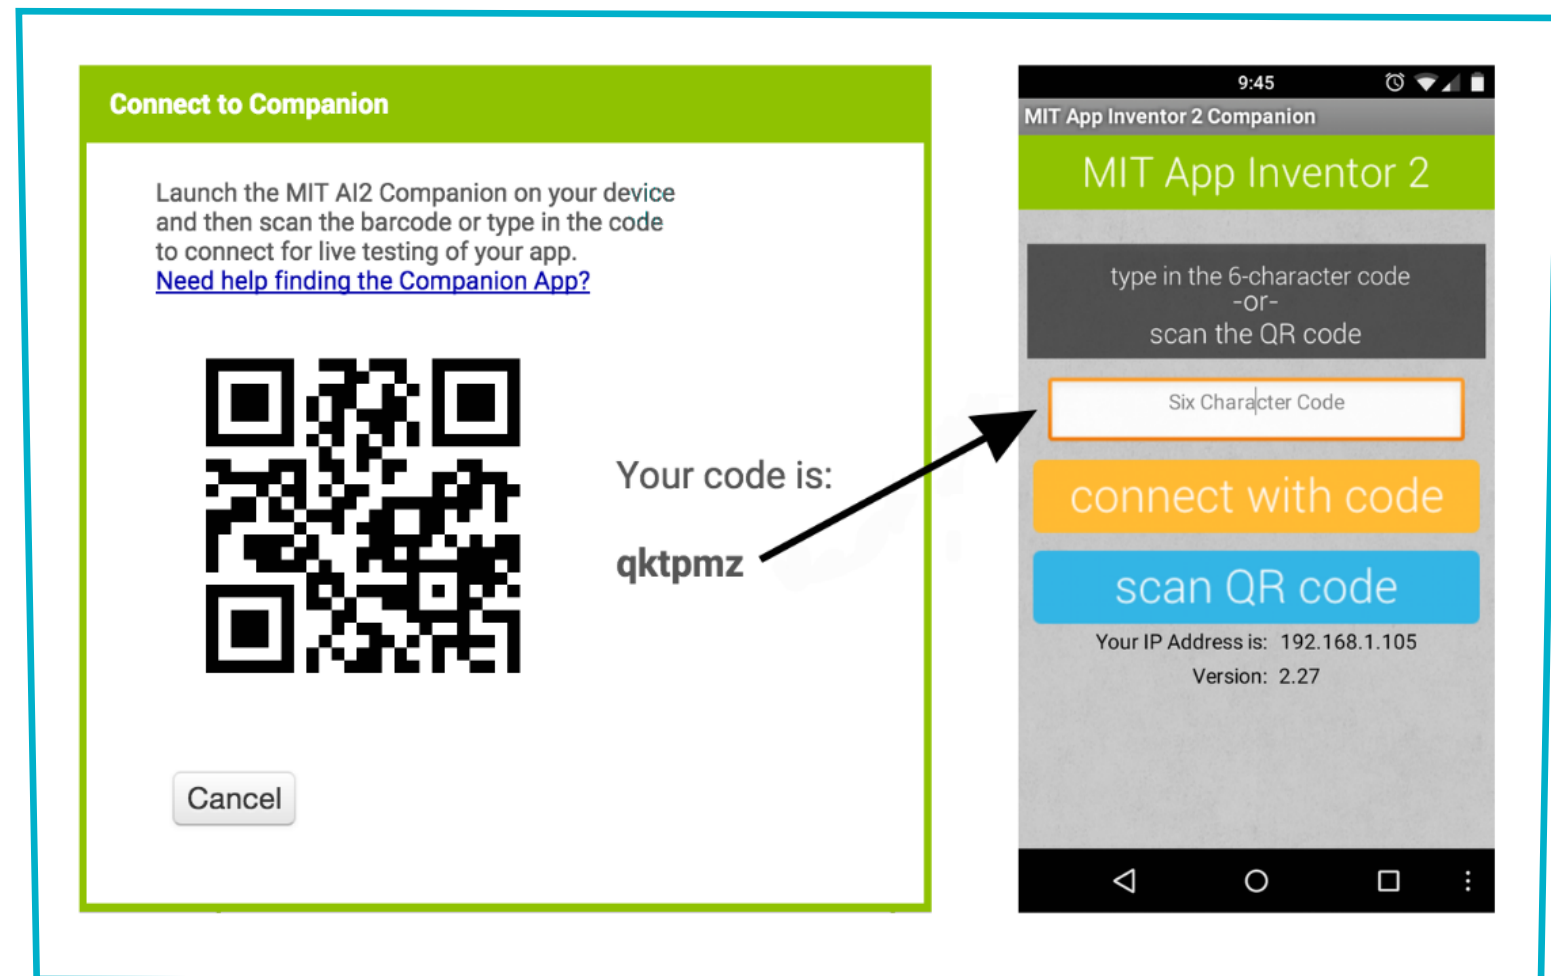 Connect to Companion
Launch the MIT AI2 Companion on your device
and then scan the barcode or type in the code
to connect for live testing of your app.
Need help finding the Companion App?
Your code is:
qktpmz
Cancel
9:45
MIT App Inventor 2 Companion
MIT App Inventor 2
type in the 6-character code
-or-
scan the QR code
Six Character Code
connect with code
scan QR code
Your IP Address is: 192.168.1.105
Version: 2.27